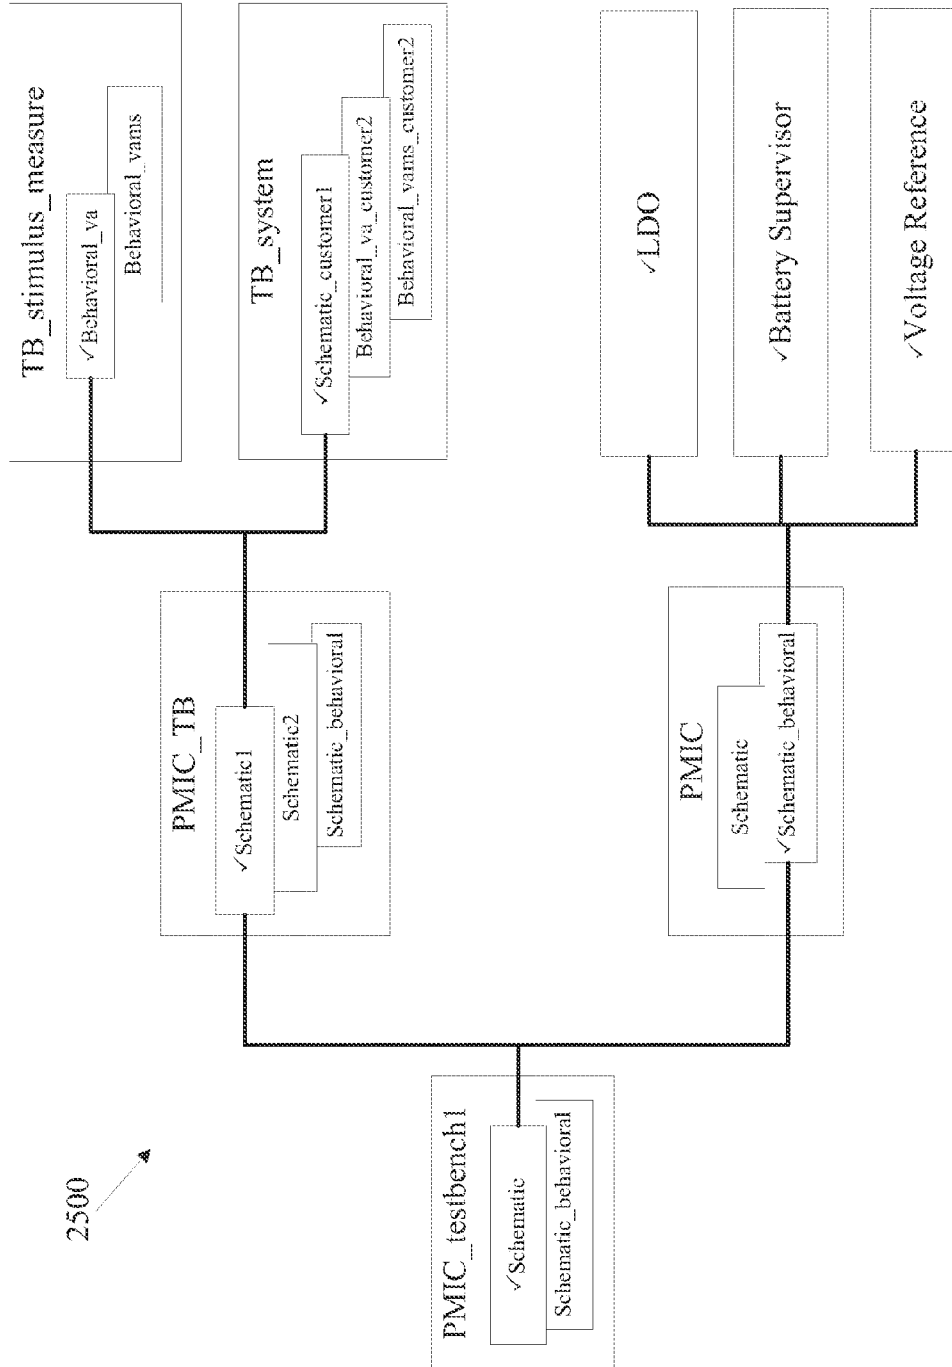 2500
PMIC_testbench1
✓Schematic
Schematic_behavioral
PMIC_TB
✓Schematic1
Schematic2
Schematic_behavioral
PMIC
Schematic
✓Schematic_behavioral
TB_stimulus_measure
✓Behavioral_va
Behavioral_vams
TB_system
✓Schematic_customer1
Behavioral_va_customer2
Behavioral_vams_customer2
✓LDO
✓Battery Supervisor
✓Voltage Reference